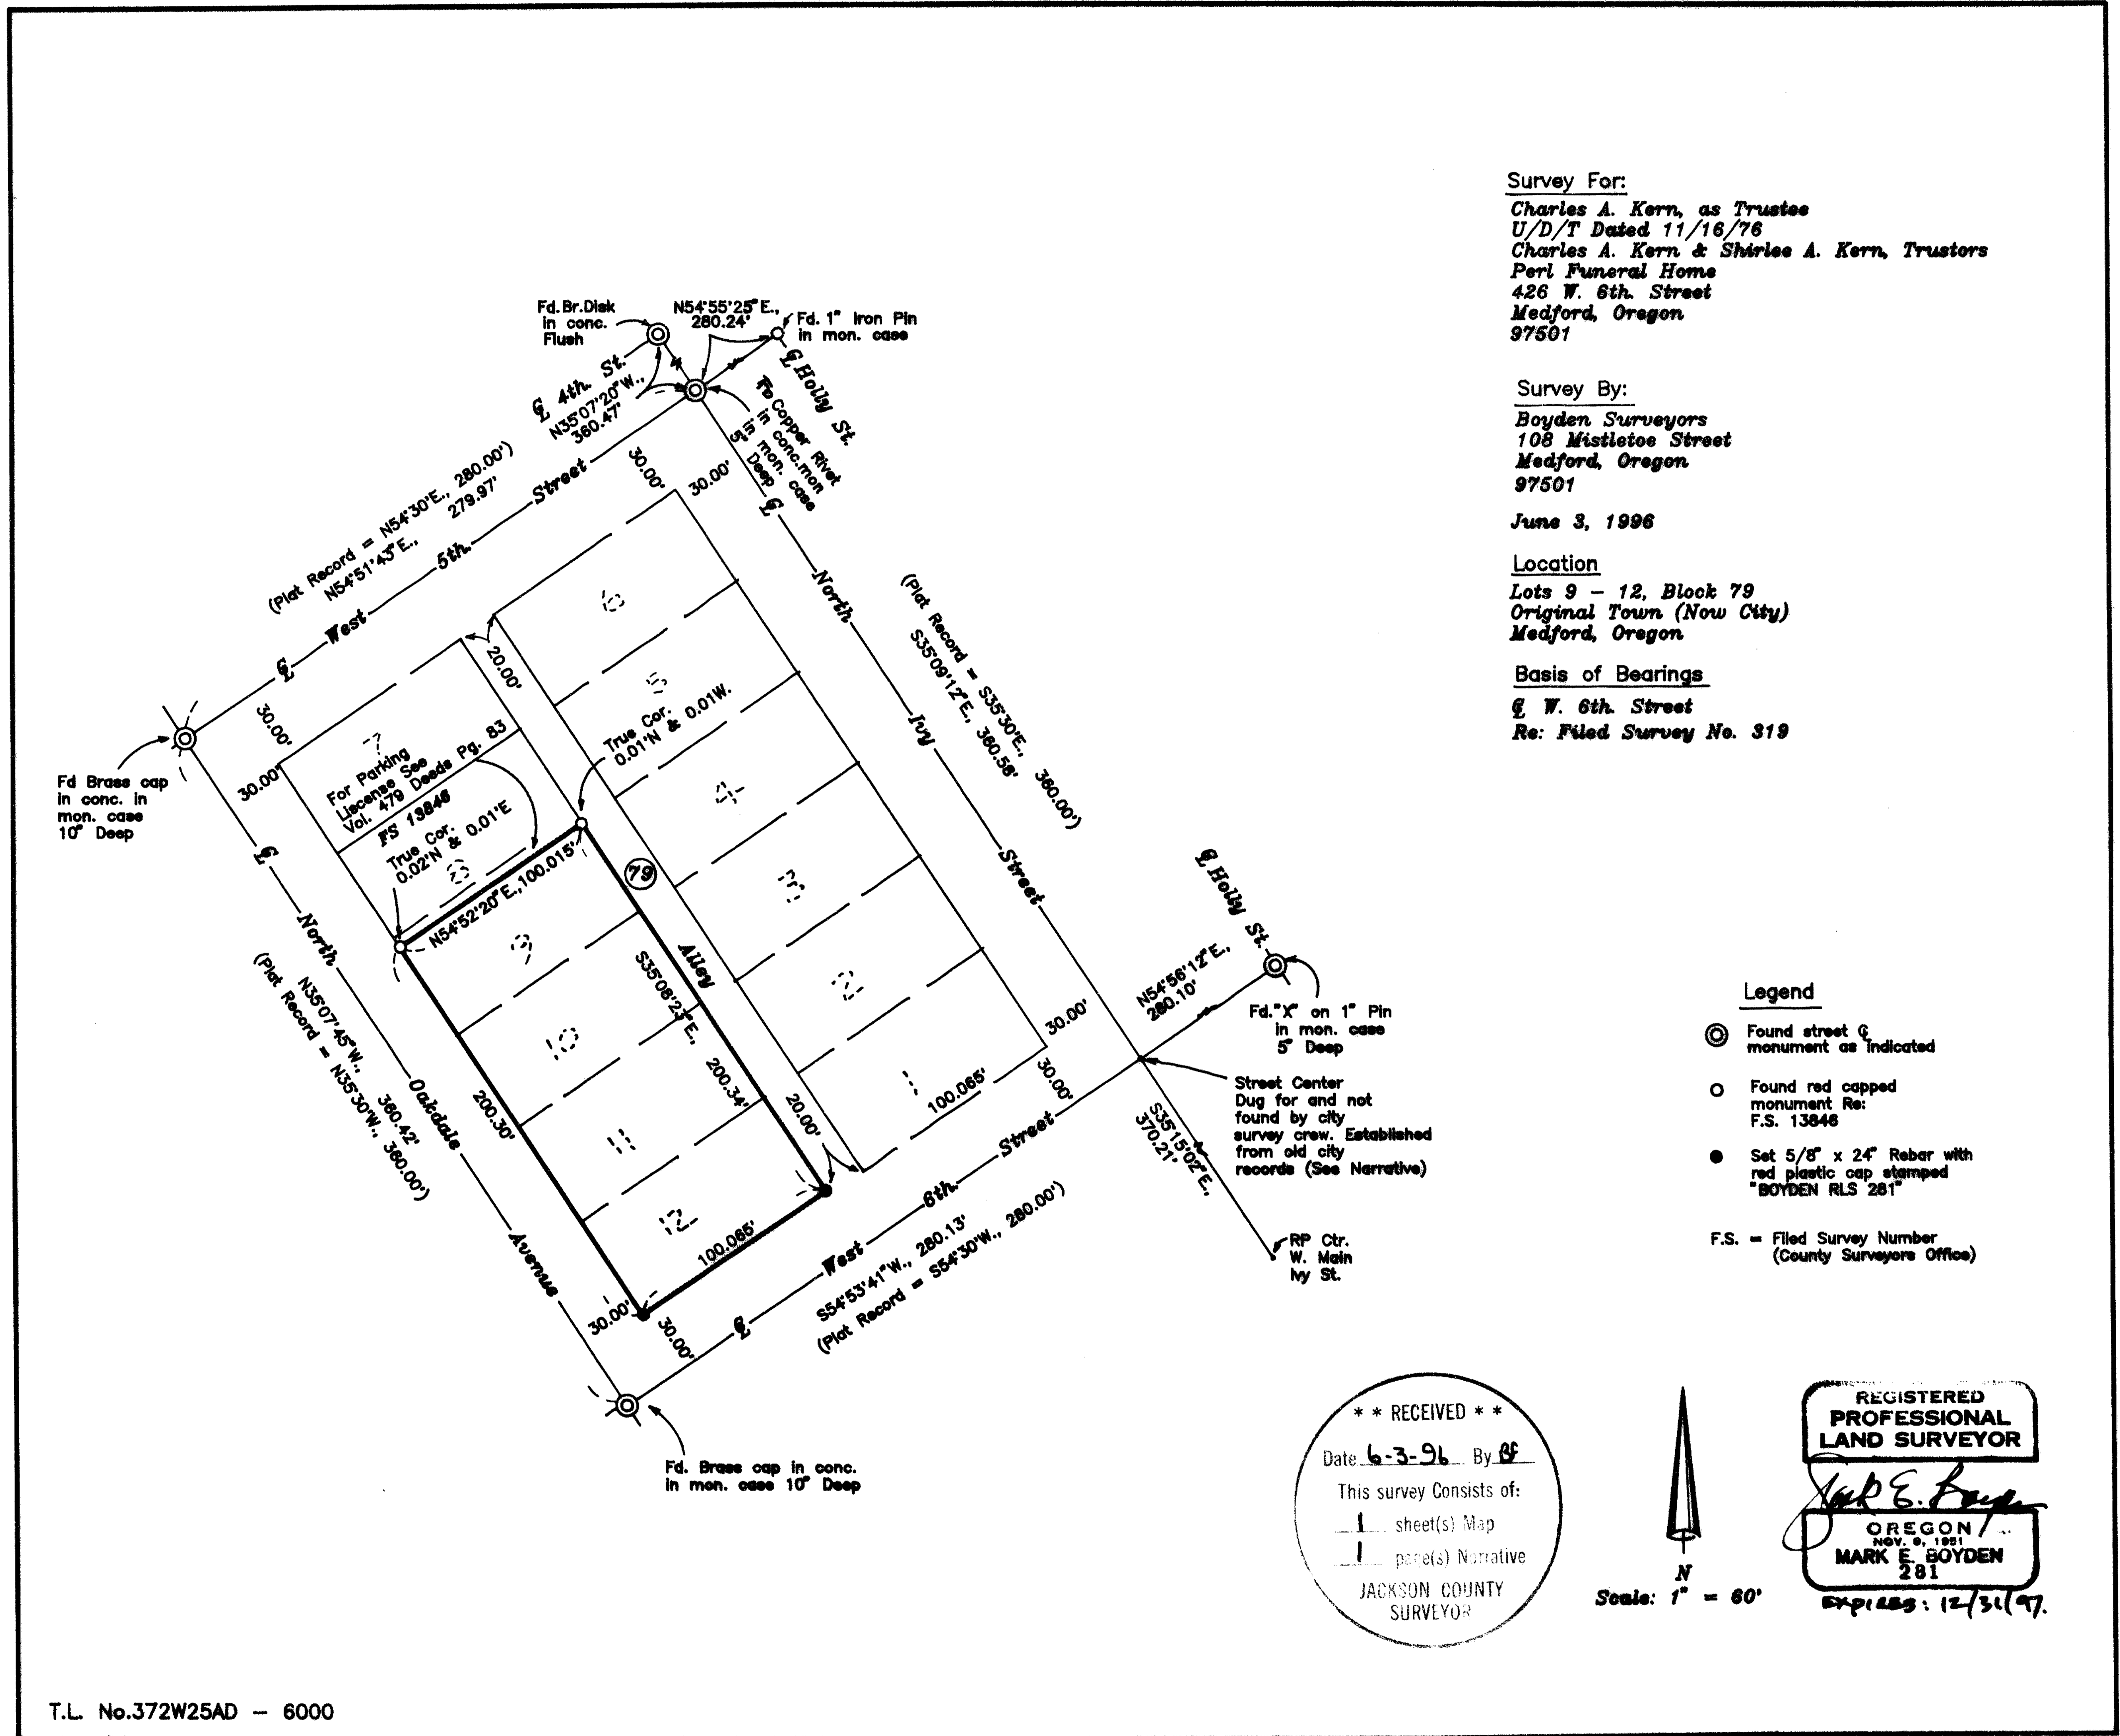 Survey For:
Charles A. Kern, as Trustee
U/D/T Dated 11/16/76
Charles A. Kern & Shirlee A. Kern, Trustors
Perl Funeral Home
426 W. 6th. Street
Medford, Oregon
97501
Survey By:
Boyden Surveyors
108 Mistletoe Street
Medford, Oregon
97501
June 3, 1996
Location
Lots 9 - 12, Block 79
Original Town (Now City)
Medford, Oregon
Basis of Bearings
℄ W. 6th. Street
Re: Filed Survey No. 319
Fd.Br.Disk
in conc.
Flush
N54°55'25"E.,
280.24'
Fd. 1" Iron Pin
in mon. case
℄ Holly St.
℄ 4th. St.
N35°07'20"W.,
360.47'
To Copper Rivet
in conc.mon
in mon. case
5" Deep
(Plat Record = N54°30'E., 280.00')
N54°51'43"E.,
279.97'
℄ West 5th. Street
30.00'
30.00'
℄ North Ivy Street
(Plat Record = S35°30'E., 360.00')
S35°09'12"E., 360.58'
6
5
4
3
2
1
20.00'
30.00'
30.00'
Fd Brass cap
in conc. in
mon. case
10" Deep
7
For Parking
Liscense See
Vol. 479 Deeds Pg. 83
FS 13846
True Cor.
0.02'N & 0.01'E
8
True Cor.
0.01'N & 0.01W.
N54°52'20"E.,100.015'
79
Alley
9
10
11
12
S35°08'23"E., 200.34'
200.30'
20.00'
100.065'
100.065'
30.00'
30.00'
30.00'
30.00'
℄ North Oakdale Avenue
N35°07'45"W., 360.42'
(Plat Record = N35°30'W., 360.00')
℄ West 6th. Street
S54°53'41"W., 280.13'
(Plat Record = S54°30'W., 280.00')
℄ Holly St.
N54°56'12"E.,
280.10'
Fd."X" on 1" Pin
in mon. case
5" Deep
Street Center
Dug for and not
found by city
survey crew. Established
from old city
records (See Narrative)
S35°15'02"E.,
370.21'
RP Ctr.
W. Main
Ivy St.
Fd. Brass cap in conc.
in mon. case 10" Deep
Legend
Found street ℄
monument as indicated
Found red capped
monument Re:
F.S. 13846
Set 5/8" x 24" Rebar with
red plastic cap stamped
"BOYDEN RLS 281"
F.S. = Filed Survey Number
(County Surveyors Office)
* * RECEIVED * *
Date 6-3-96 By BF
This survey Consists of:
1 sheet(s) Map
1 page(s) Narrative
JACKSON COUNTY
SURVEYOR
N
Scale: 1" = 60'
REGISTERED
PROFESSIONAL
LAND SURVEYOR
OREGON
NOV. 9, 1951
MARK E. BOYDEN
281
EXPIRES: 12/31/97.
T.L. No.372W25AD - 6000